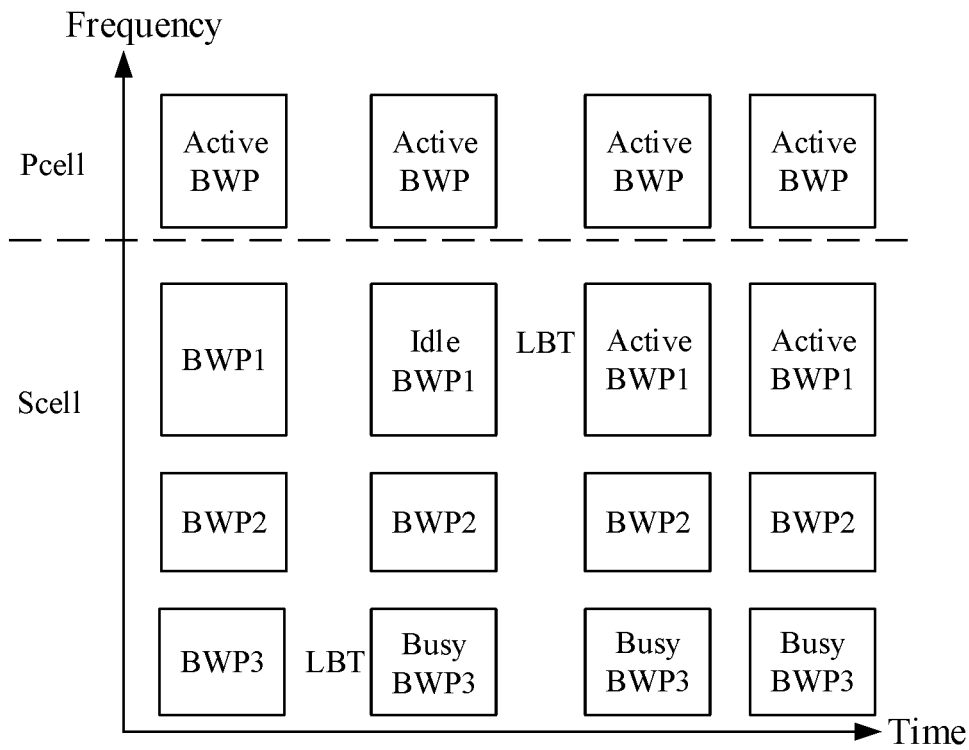 Frequency
Pcell
Active
BWP
Active
BWP
Active
BWP
Active
BWP
Scell
BWP1
Idle
BWP1
LBT
Active
BWP1
Active
BWP1
BWP2
BWP2
BWP2
BWP2
BWP3
LBT
Busy
BWP3
Busy
BWP3
Busy
BWP3
Time